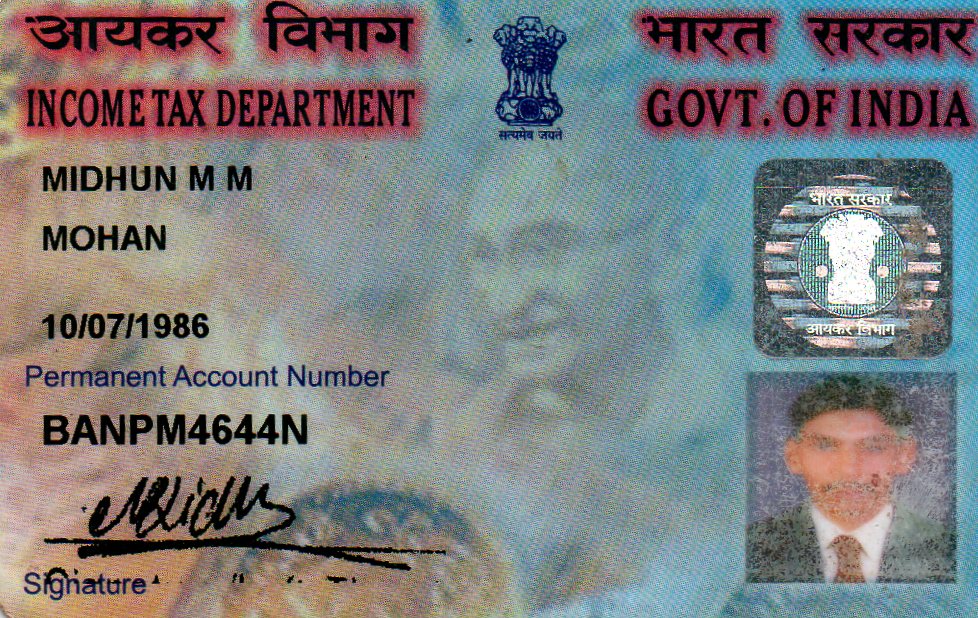 आयकर विभाग भारत सरकार
INCOME TAX DEPARTMENT GOVT. OF INDIA
सत्यमेव जयते
MIDHUN M M
MOHAN
भारत सरकार
10/07/1986
आयकर विभाग
Permanent Account Number
BANPM4644N
Signature